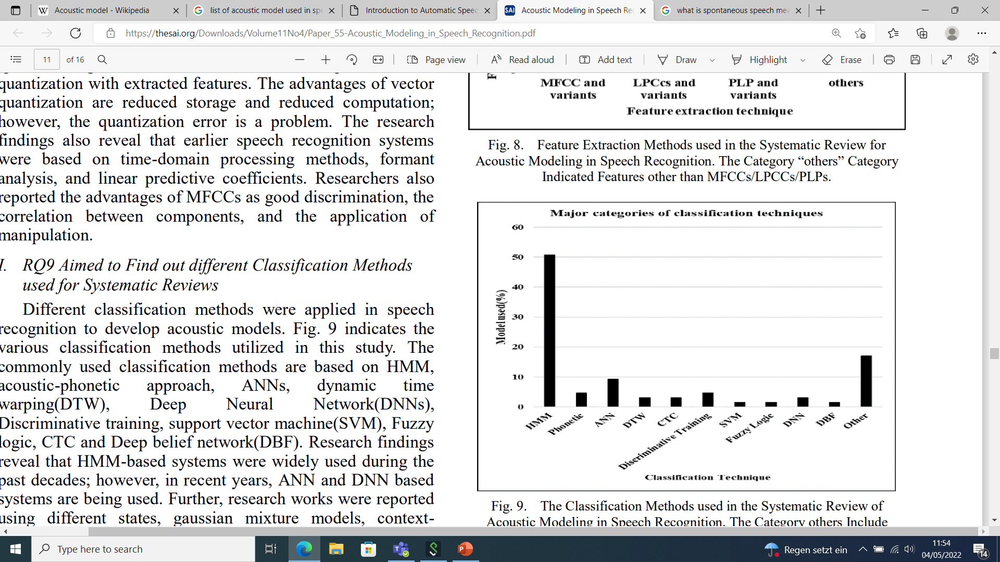 Acoustic model - Wikipedia
list of acoustic model used in spe
Introduction to Automatic Speec
SAI
Acoustic Modeling in Speech Rec
what is spontaneous speech mea
https://thesai.org/Downloads/Volume11No4/Paper_55-Acoustic_Modeling_in_Speech_Recognition.pdf
11 of 16
Page view
Read aloud
Add text
Draw
Highlight
Erase
quantization with extracted features. The advantages of vector
quantization are reduced storage and reduced computation;
however, the quantization error is a problem. The research
findings also reveal that earlier speech recognition systems
were based on time-domain processing methods, formant
analysis, and linear predictive coefficients. Researchers also
reported the advantages of MFCCs as good discrimination, the
correlation between components, and the application of
manipulation.
I. RQ9 Aimed to Find out different Classification Methods
used for Systematic Reviews
Different classification methods were applied in speech
recognition to develop acoustic models. Fig. 9 indicates the
various classification methods utilized in this study. The
commonly used classification methods are based on HMM,
acoustic-phonetic approach, ANNs, dynamic time
warping(DTW), Deep Neural Network(DNNs),
Discriminative training, support vector machine(SVM), Fuzzy
logic, CTC and Deep belief network(DBF). Research findings
reveal that HMM-based systems were widely used during the
past decades; however, in recent years, ANN and DNN based
systems are being used. Further, research works were reported
using different states, gaussian mixture models, context-
MFCC and variants
LPCcs and variants
PLP and variants
others
Feature extraction technique
Fig. 8. Feature Extraction Methods used in the Systematic Review for
Acoustic Modeling in Speech Recognition. The Category “others” Category
Indicated Features other than MFCCs/LPCCs/PLPs.
Major categories of classification techniques
60
50
40
30
20
10
0
Model used(%)
HMM
Phonetic
ANN
DTW
CTC
Discriminative Training
SVM
Fuzzy Logic
DNN
DBF
Other
Classification Technique
Fig. 9. The Classification Methods used in the Systematic Review of
Acoustic Modeling in Speech Recognition. The Category others Include
Type here to search
Regen setzt ein
11:54
04/05/2022
14